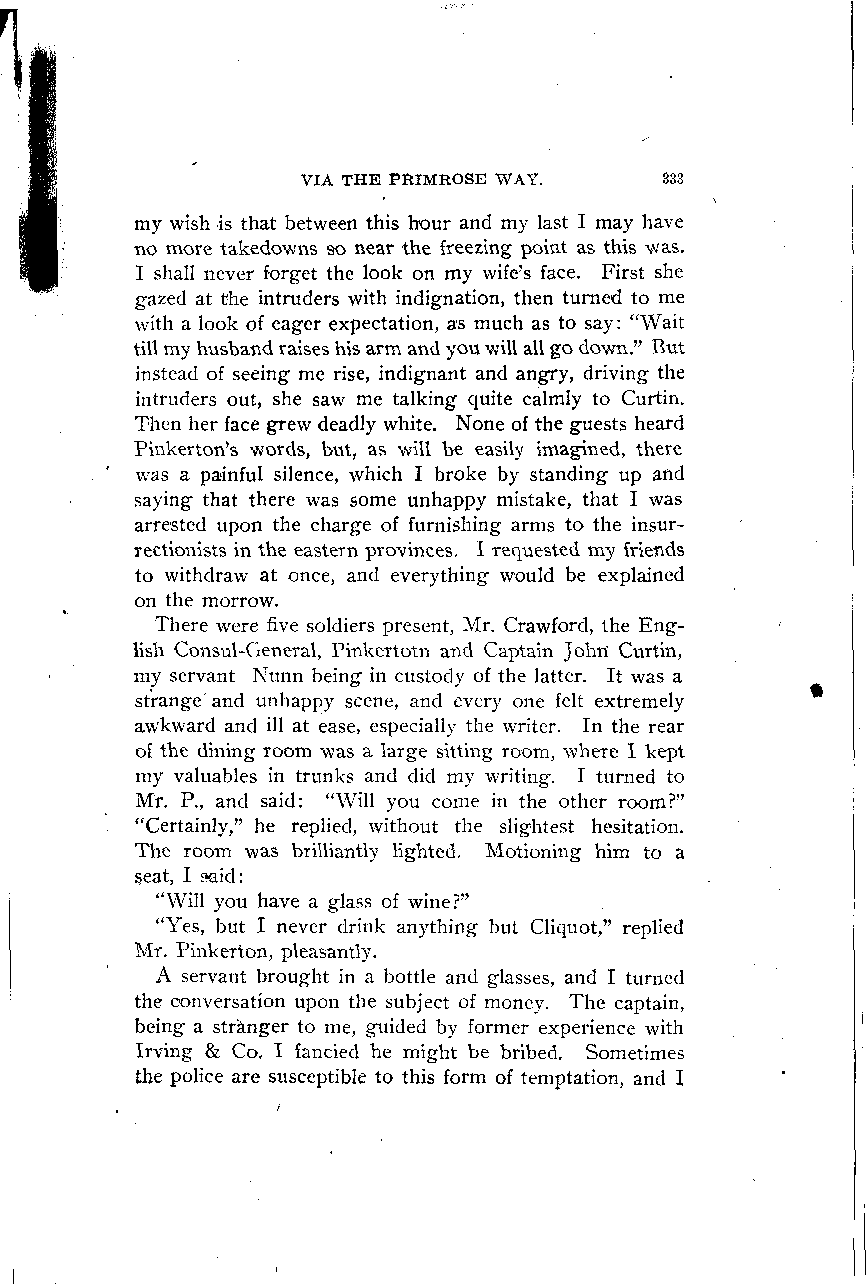 VIA THE PRIMROSE WAY. 333
my wish is that between this hour and my last I may have
no more takedowns so near the freezing point as this was.
I shall never forget the look on my wife's face. First she
gazed at the intruders with indignation, then turned to me
with a look of eager expectation, as much as to say: "Wait
till my husband raises his arm and you will all go down." But
instead of seeing me rise, indignant and angry, driving the
intruders out, she saw me talking quite calmly to Curtin.
Then her face grew deadly white. None of the guests heard
Pinkerton's words, but, as will be easily imagined, there
was a painful silence, which I broke by standing up and
saying that there was some unhappy mistake, that I was
arrested upon the charge of furnishing arms to the insur-
rectionists in the eastern provinces. I requested my friends
to withdraw at once, and everything would be explained
on the morrow.
There were five soldiers present, Mr. Crawford, the Eng-
lish Consul-General, Pinkertotn and Captain John Curtin,
my servant Nunn being in custody of the latter. It was a
strange and unhappy scene, and every one felt extremely
awkward and ill at ease, especially the writer. In the rear
of the dining room was a large sitting room, where I kept
my valuables in trunks and did my writing. I turned to
Mr. P., and said: "Will you come in the other room?"
"Certainly," he replied, without the slightest hesitation.
The room was brilliantly lighted. Motioning him to a
seat, I said:
"Will you have a glass of wine?"
"Yes, but I never drink anything but Cliquot," replied
Mr. Pinkerton, pleasantly.
A servant brought in a bottle and glasses, and I turned
the conversation upon the subject of money. The captain,
being a stranger to me, guided by former experience with
Irving & Co. I fancied he might be bribed. Sometimes
the police are susceptible to this form of temptation, and I